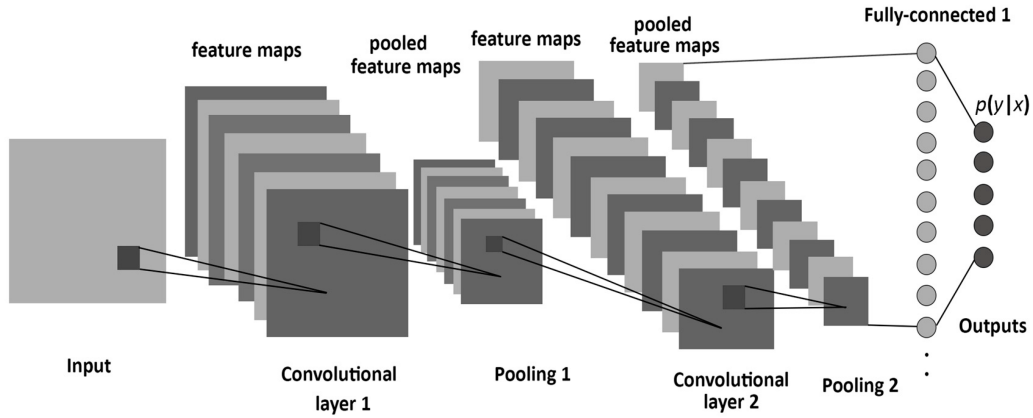 Fully-connected 1
feature maps
pooled
feature maps
feature maps
pooled
feature maps
p(y|x)
Input
Convolutional
layer 1
Pooling 1
Convolutional
layer 2
Pooling 2
Outputs